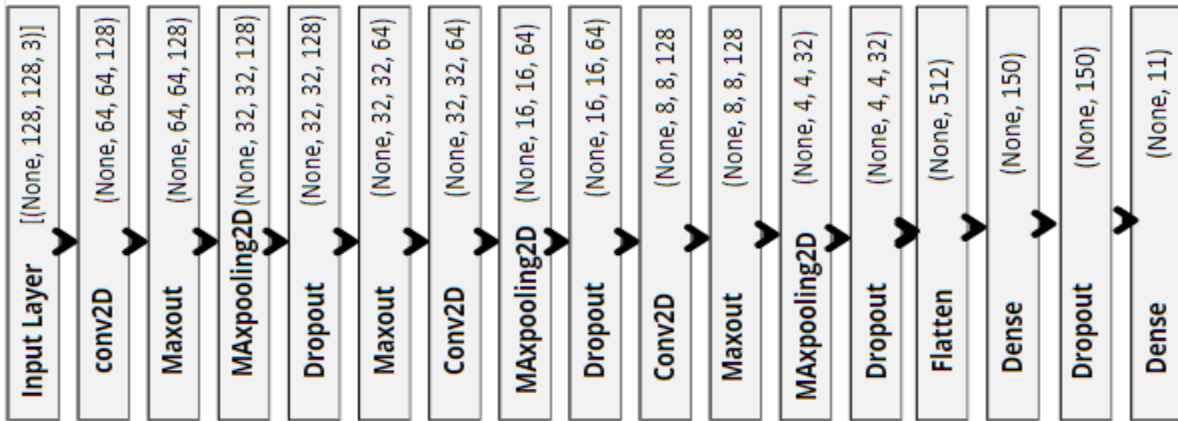 Input Layer [(None, 128, 128, 3)]
conv2D (None, 64, 64, 128)
Maxout (None, 64, 64, 128)
MAxpooling2D (None, 32, 32, 128)
Dropout (None, 32, 32, 128)
Maxout (None, 32, 32, 64)
Conv2D (None, 32, 32, 64)
MAxpooling2D (None, 16, 16, 64)
Dropout (None, 16, 16, 64)
Conv2D (None, 8, 8, 128
Maxout (None, 8, 8, 128
MAxpooling2D (None, 4, 4, 32)
Dropout (None, 4, 4, 32)
Flatten (None, 512)
Dense (None, 150)
Dropout (None, 150)
Dense (None, 11)